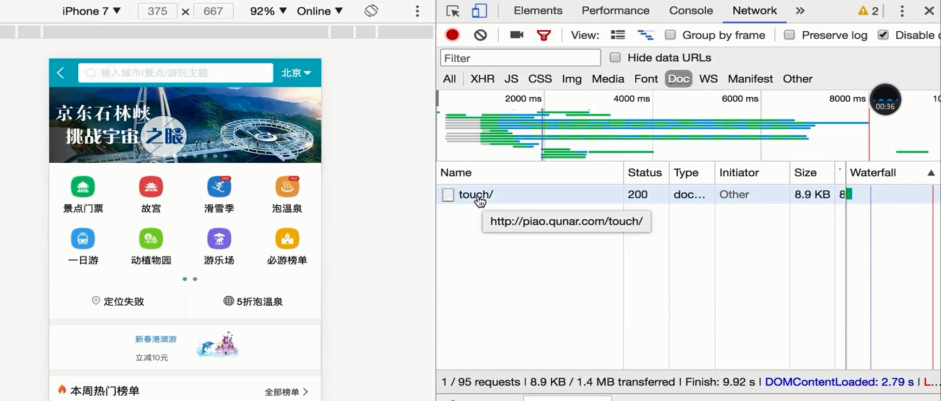 iPhone 7 ▼ 375 × 667 92% ▼ Online ▼
输入城市/景点/游玩主题 北京
京东石林峡
挑战宇宙之眼
景点门票 故宫 滑雪季 泡温泉
一日游 动植物园 游乐场 必游榜单
定位失败 5折泡温泉
新春港澳游
立减10元
本周热门榜单 全部榜单
Elements Performance Console Network » 2
View: Group by frame Preserve log Disable c
Filter Hide data URLs
All XHR JS CSS Img Media Font Doc WS Manifest Other
2000 ms 4000 ms 6000 ms 8000 ms 10
00:36
Name Status Type Initiator Size Waterfall
touch/ 200 doc... Other 8.9 KB 8
http://piao.qunar.com/touch/
1 / 95 requests | 8.9 KB / 1.4 MB transferred | Finish: 9.92 s | DOMContentLoaded: 2.79 s | L...